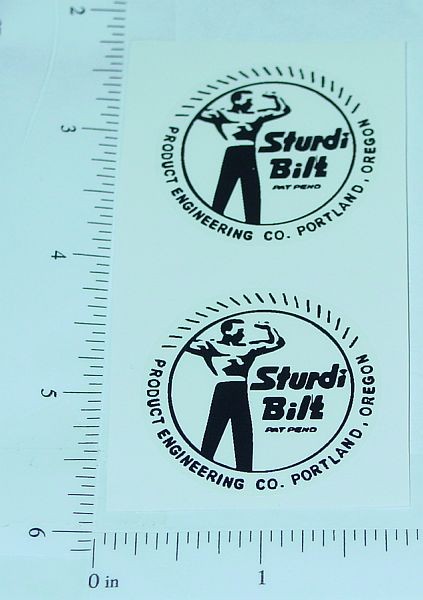 2
3
4
5
6
0 in
1
Sturdi
Bilt
PAT PEND
PRODUCT ENGINEERING CO. PORTLAND, OREGON
Sturdi
Bilt
PAT PEND
PRODUCT ENGINEERING CO. PORTLAND, OREGON